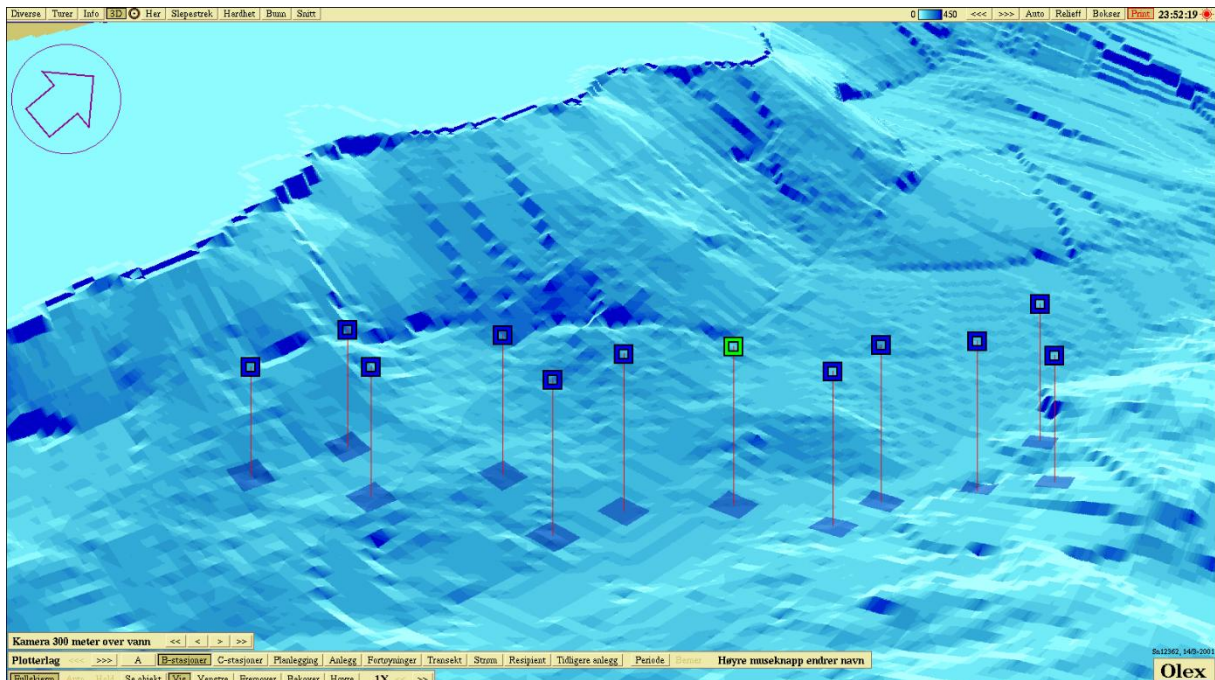 Diverse Turer Info 3D Her Slepestrek Hardhet Bunn Snitt 0 450 <<< >>> Auto Relieff Bokser Print 23:52:19
Kamera 300 meter over vann << < > >>
Plotterlag <<< >>> A B-stasjoner C-stasjoner Planlegging Anlegg Fortøyninger Transekt Strøm Resipient Tidligere anlegg Periode Høyre museknapp endrer navn
Fullskjerm Auto Hold Se objekt Vis Venstre Fremover Bakover Høyre 1X << >>
Olex